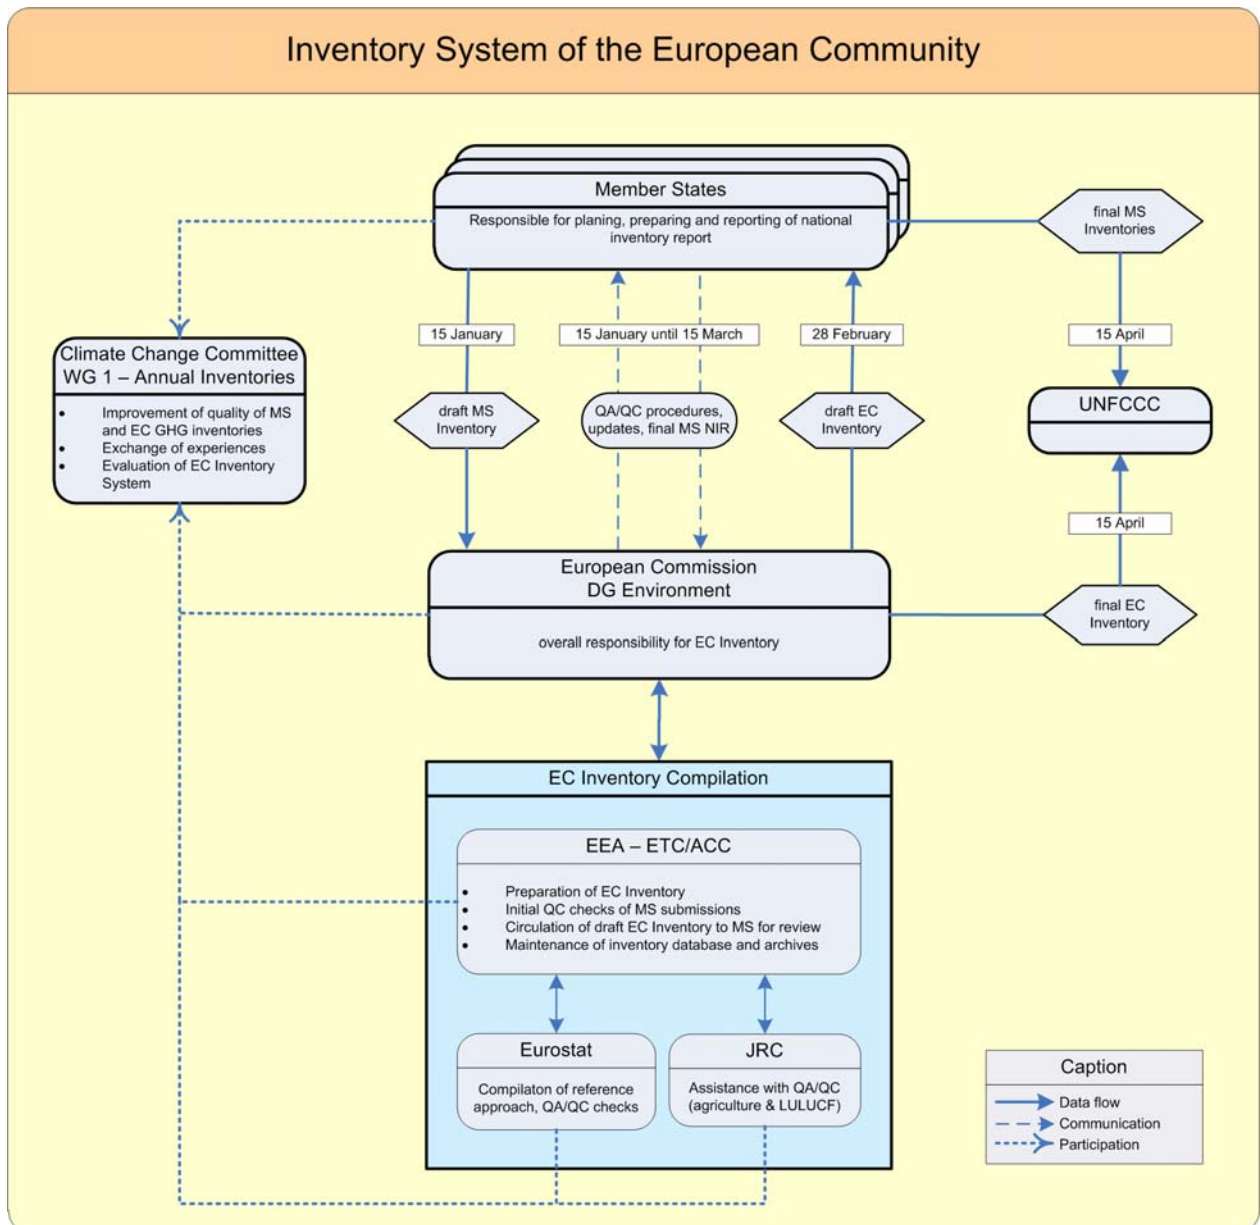 Inventory System of the European Community
Member States
Responsible for planing, preparing and reporting of national
inventory report
final MS
Inventories
15 January
15 January until 15 March
28 February
15 April
Climate Change Committee
WG 1 – Annual Inventories
• Improvement of quality of MS
and EC GHG inventories
• Exchange of experiences
• Evaluation of EC Inventory
System
draft MS
Inventory
QA/QC procedures,
updates, final MS NIR
draft EC
Inventory
UNFCCC
15 April
European Commission
DG Environment
overall responsibility for EC Inventory
final EC
Inventory
EC Inventory Compilation
EEA – ETC/ACC
• Preparation of EC Inventory
• Initial QC checks of MS submissions
• Circulation of draft EC Inventory to MS for review
• Maintenance of inventory database and archives
Eurostat
Compilaton of reference
approach, QA/QC checks
JRC
Assistance with QA/QC
(agriculture & LULUCF)
Caption
Data flow
Communication
Participation